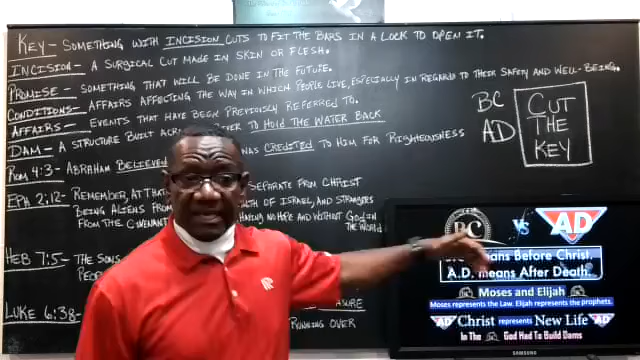 KEY - SOMETHING WITH INCISION CUTS TO FIT THE BARS IN A LOCK TO OPEN IT.
INCISION - A SURGICAL CUT MADE IN SKIN OR FLESH.
PROMISE - SOMETHING THAT WILL BE DONE IN THE FUTURE.
CONDITIONS - AFFAIRS AFFECTING THE WAY IN WHICH PEOPLE LIVE, ESPECIALLY IN REGARDS TO THEIR SAFETY AND WELL-BEING.
AFFAIRS - EVENTS THAT HAVE BEEN PREVIOUSLY REFERRED TO.
DAM - A STRUCTURE BUILT TO HOLD THE WATER BACK
ROM 4:3 - ABRAHAM BELIEVED WAS CREDITED TO HIM FOR RIGHTEOUSNESS
EPH 2:12 - REMEMBER, AT THAT SEPARATE FROM CHRIST
BEING ALIENS FROM OF ISRAEL, AND STRANGERS
FROM THE COVENANT HAVING NO HOPE AND WITHOUT GOD IN
THE WORLD
HEB 7:5 - THE SONS
LUKE 6:38 -
RUNNING OVER
BC
AD
CUT
THE
KEY
BC VS AD
Before Christ.
A.D. means After Death.
Moses and Elijah
Moses represents the Law. Elijah represents the prophets.
AD Christ represents New Life AD
In The BC God Had To Build Dams
SAMSUNG